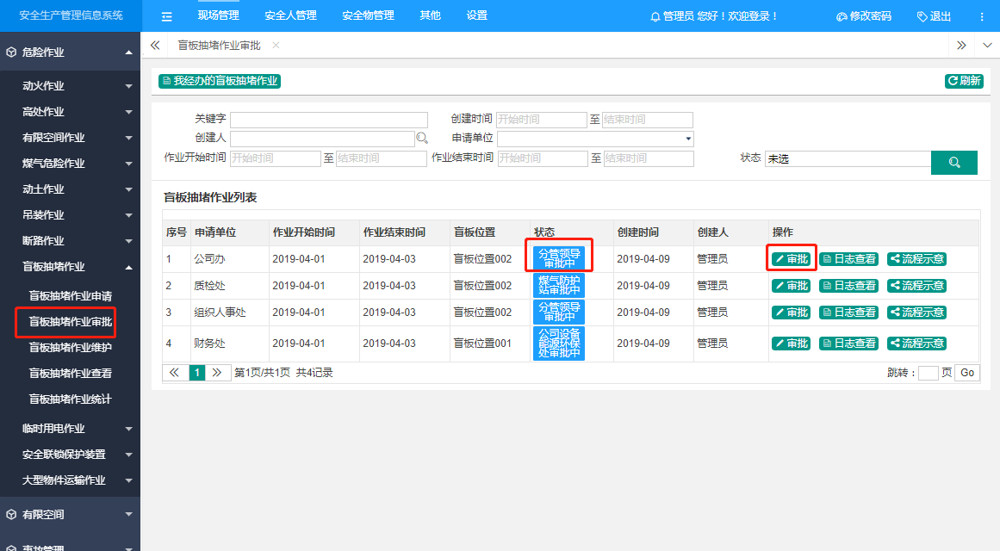 安全生产管理信息系统 现场管理 安全人管理 安全物管理 其他 设置 管理员 您好！欢迎登录！ 修改密码 退出
危险作业
动火作业
高处作业
有限空间作业
煤气危险作业
动土作业
吊装作业
断路作业
盲板抽堵作业
盲板抽堵作业申请
盲板抽堵作业审批
盲板抽堵作业维护
盲板抽堵作业查看
盲板抽堵作业统计
临时用电作业
安全联锁保护装置
大型物件运输作业
有限空间
事故管理
盲板抽堵作业审批
我经办的盲板抽堵作业 刷新
关键字 创建时间 开始时间 至 结束时间
创建人 申请单位
作业开始时间 开始时间 至 结束时间 作业结束时间 开始时间 至 结束时间 状态 未选
盲板抽堵作业列表
序号 申请单位 作业开始时间 作业结束时间 盲板位置 状态 创建时间 创建人 操作
1 公司办 2019-04-01 2019-04-03 盲板位置002 分管领导审批中 2019-04-09 管理员 审批 日志查看 流程示意
2 质检处 2019-04-01 2019-04-03 盲板位置002 煤气防护站审批中 2019-04-09 管理员 审批 日志查看 流程示意
3 组织人事处 2019-04-01 2019-04-03 盲板位置002 分管领导审批中 2019-04-09 管理员 审批 日志查看 流程示意
4 财务处 2019-04-01 2019-04-03 盲板位置001 公司设备能源环保处审批中 2019-04-09 管理员 审批 日志查看 流程示意
1 第1页/共1页 共4记录 跳转： 页 Go